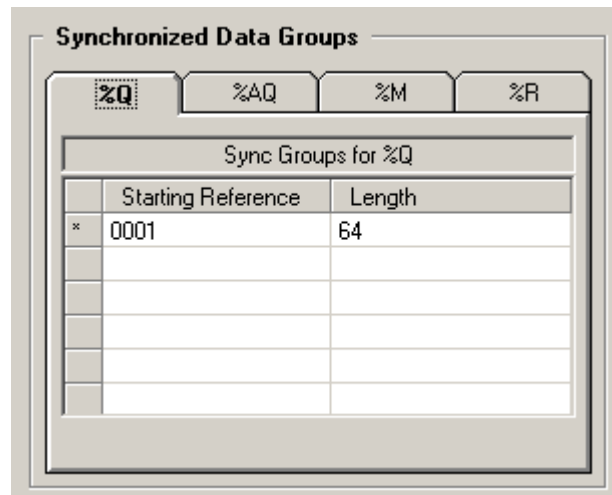 Synchronized Data Groups
%Q %AQ %M %R
Sync Groups for %Q
Starting Reference Length
* 0001 64